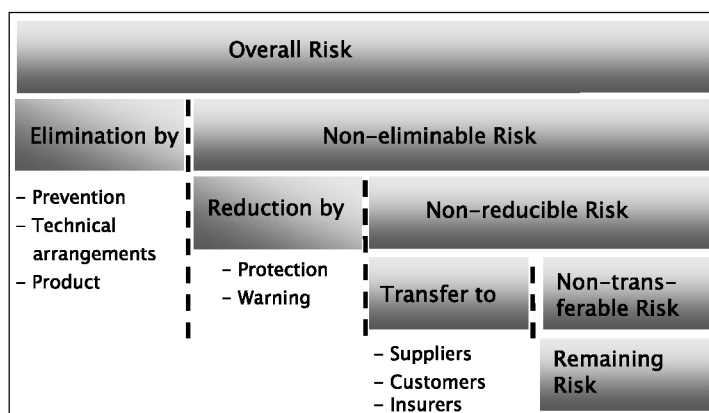 Overall Risk
Elimination by
Non-eliminable Risk
– Prevention
– Technical
arrangements
– Product
Reduction by
Non-reducible Risk
– Protection
– Warning
Transfer to
Non-trans-
ferable Risk
– Suppliers
– Customers
– Insurers
Remaining
Risk